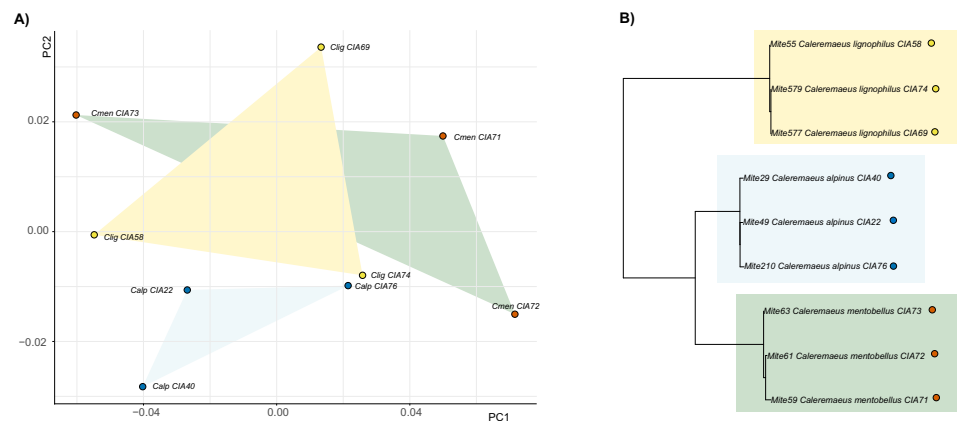 A)
PC2
Clig CIA69
Cmen CIA73
Cmen CIA71
0.02
0.00
Clig CIA58
Clig CIA74
Calp CIA22
Calp CIA76
Cmen CIA72
−0.02
Calp CIA40
−0.04
0.00
0.04
PC1
B)
Mite55 Caleremaeus lignophilus CIA58
Mite579 Caleremaeus lignophilus CIA74
Mite577 Caleremaeus lignophilus CIA69
Mite29 Caleremaeus alpinus CIA40
Mite49 Caleremaeus alpinus CIA22
Mite210 Caleremaeus alpinus CIA76
Mite63 Caleremaeus mentobellus CIA73
Mite61 Caleremaeus mentobellus CIA72
Mite59 Caleremaeus mentobellus CIA71